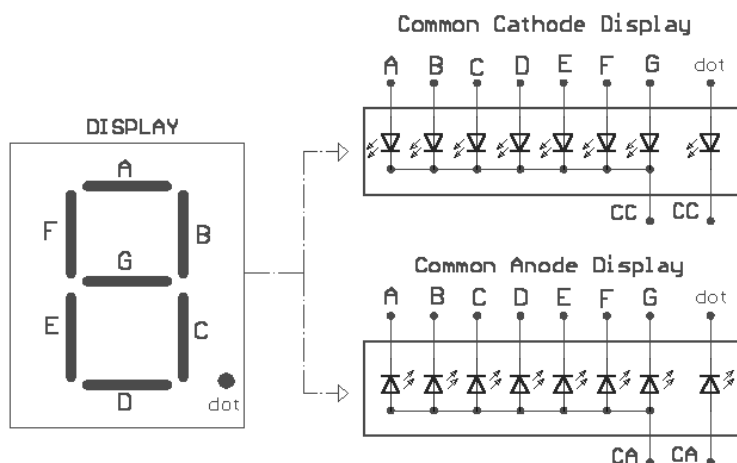 Common Cathode Display
A B C D E F G dot
CC CC
DISPLAY
A
F B
G
E C
D dot
Common Anode Display
A B C D E F G dot
CA CA